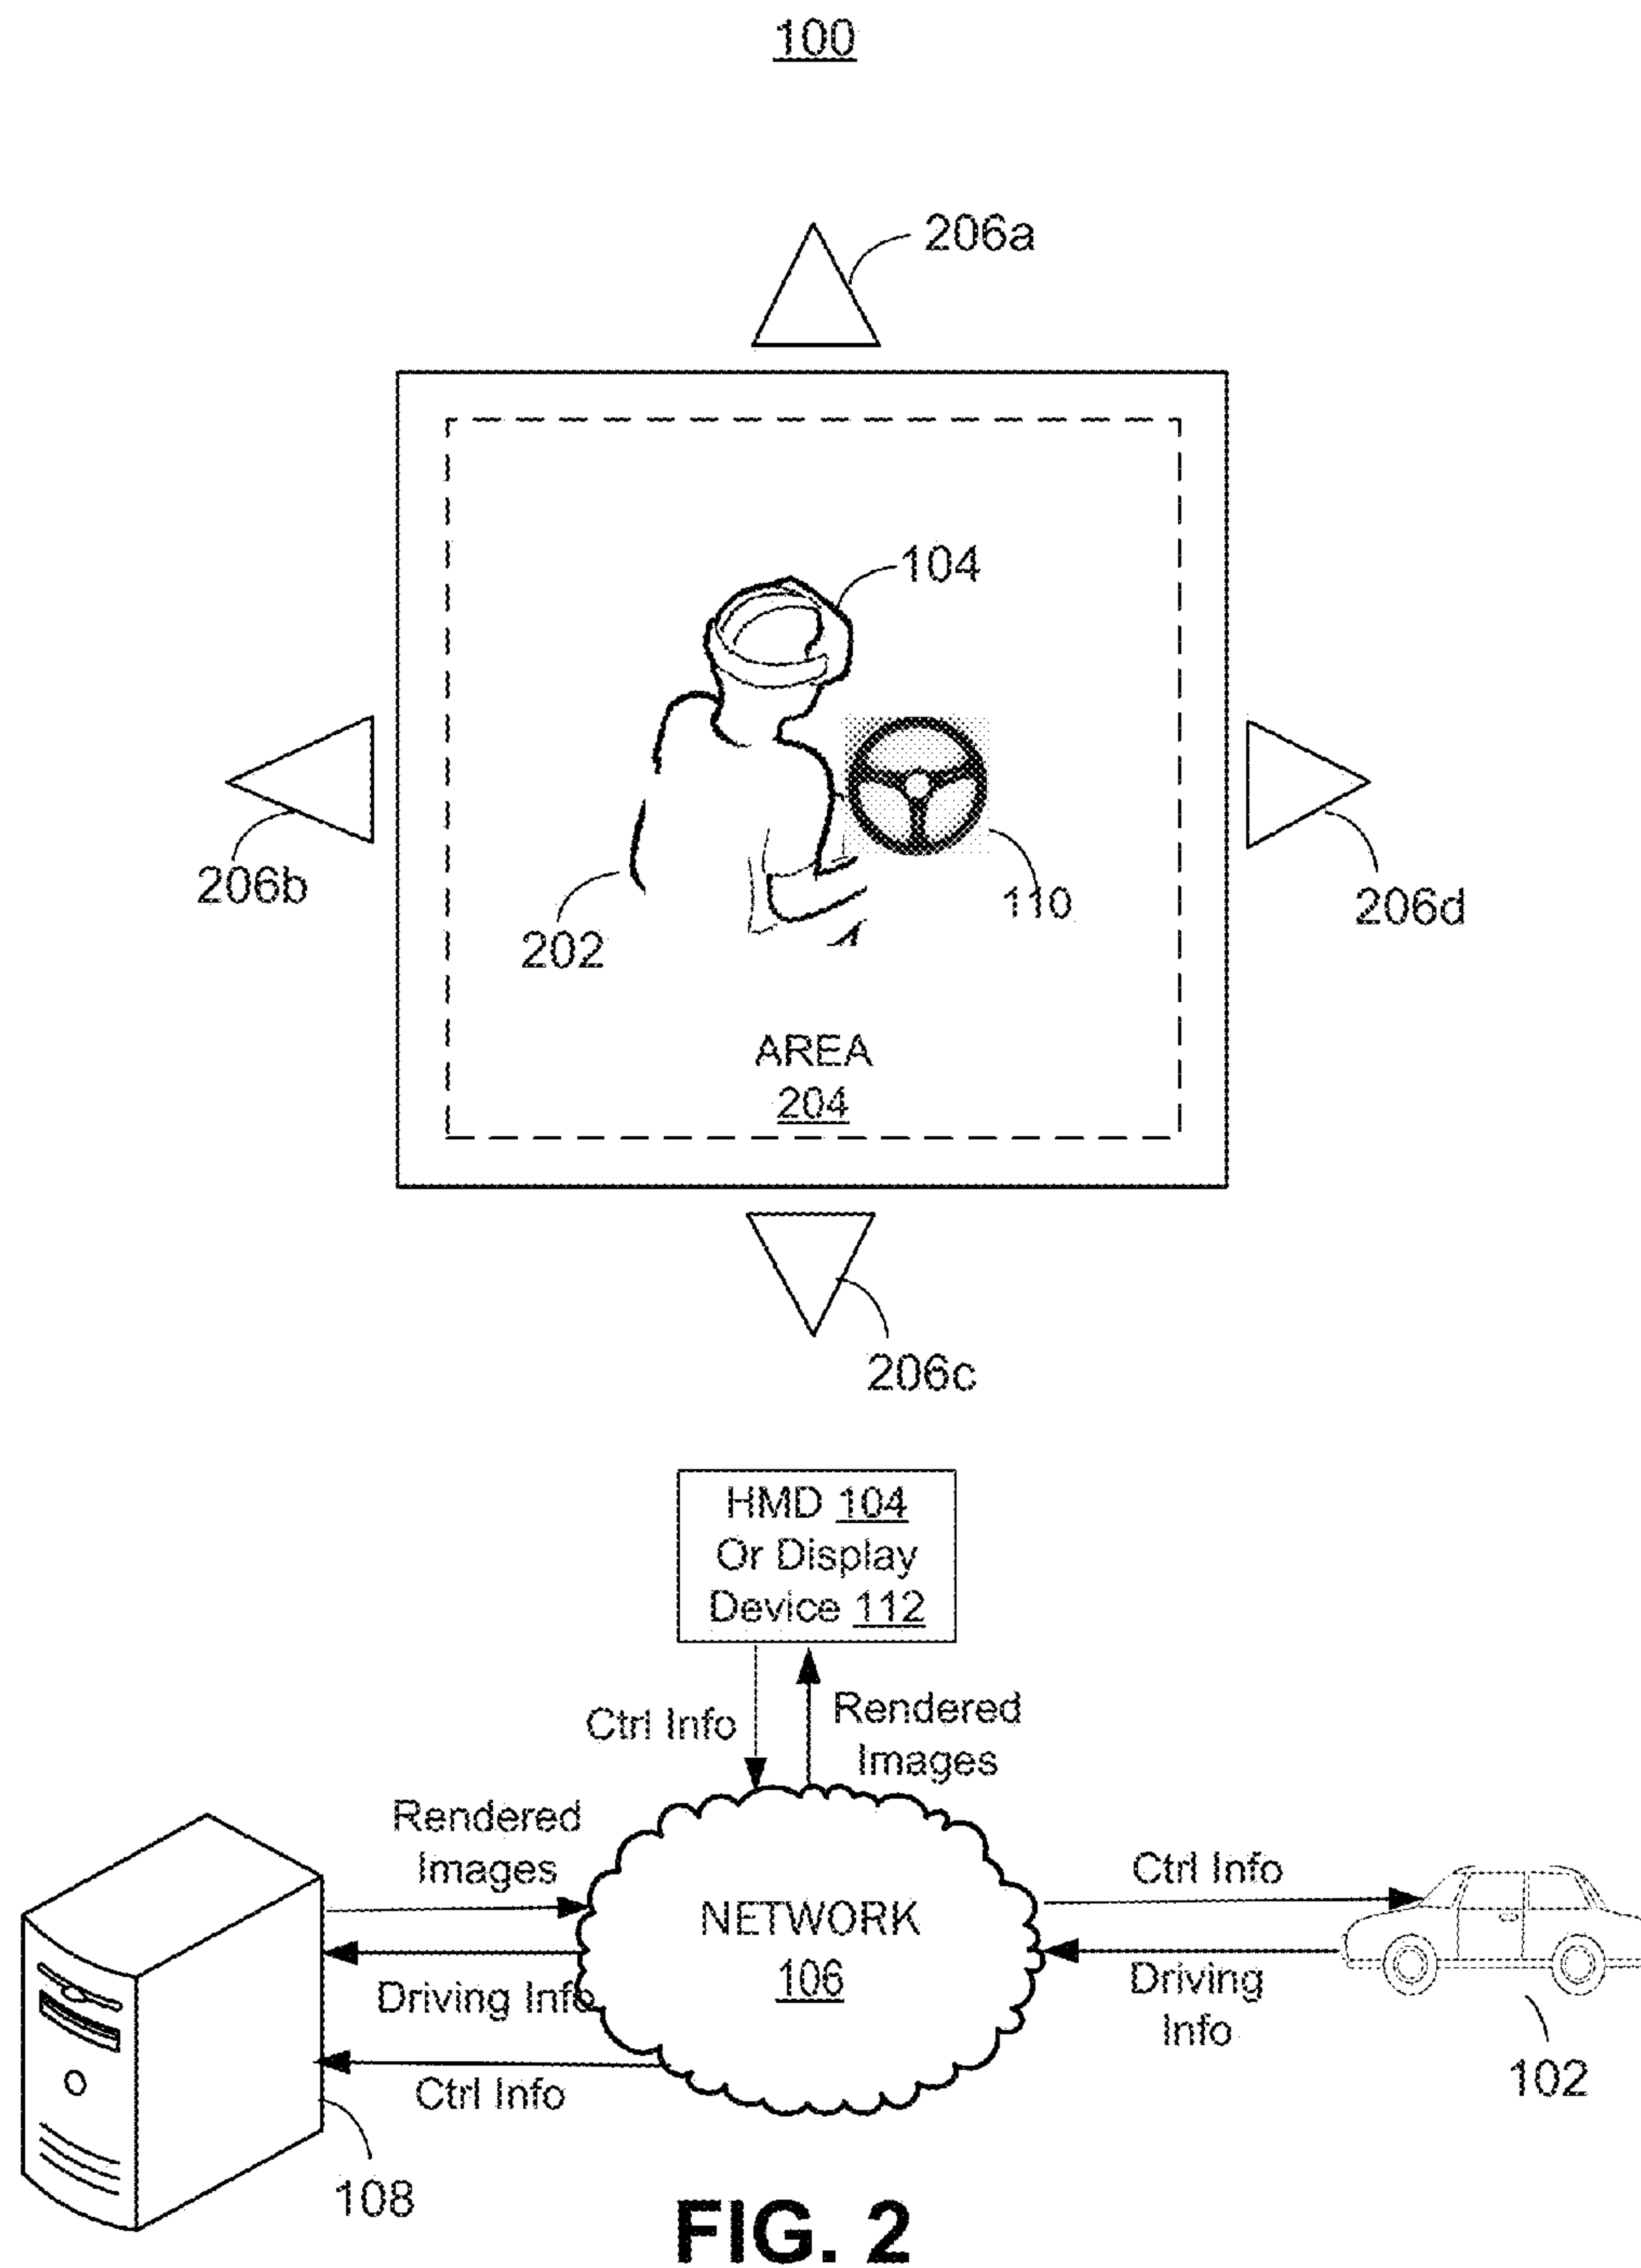 100
206a
104
206b
110
206d
202
AREA
204
206c
HMD 104
Or Display
Device 112
Ctrl Info
Rendered
Images
Rendered
Images
Ctrl Info
NETWORK
106
Driving Info
Driving
Info
Ctrl Info
102
108
FIG. 2